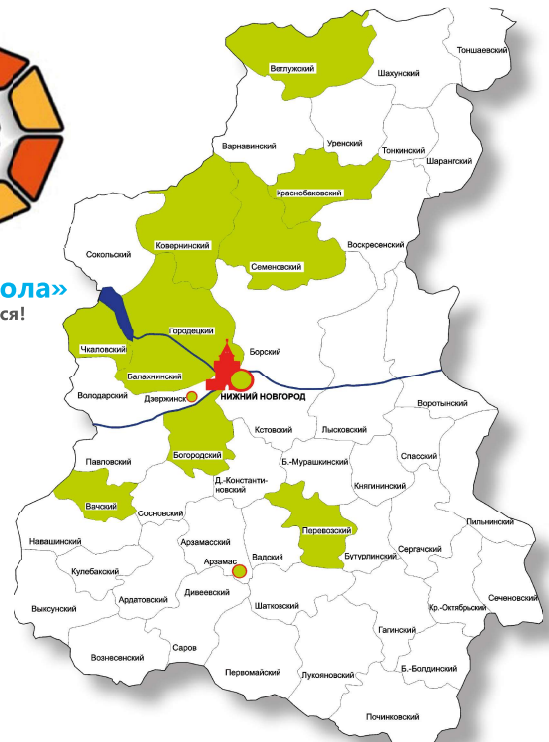 Тоншаевский
Ветлужский
Шахунский
Варнавинский
Уренский
Тонкинский
Шарангский
Краснобаковский
Воскресенский
Ковернинский
Сокольский
Семеновский
ола»
ся!
Городецкий
Чкаловский
Борский
Балахнинский
Володарский
Дзержинск
НИЖНИЙ НОВГОРОД
Воротынский
Кстовский
Лысковский
Богородский
Спасский
Павловский
Б.-Мурашкинский
Д.-Константи-
новский
Княгининский
Вачский
Сосновский
Перевозский
Пильнинский
Навашинский
Арзамасский
Вадский
Бутурлинский
Сергачский
Арзамас
Кулебакский
Ардатовский
Дивеевский
Шатковский
Сеченовский
Выксунский
Кр.-Октябрьский
Гагинский
Саров
Вознесенский
Первомайский
Лукояновский
Б.-Болдинский
Починковский